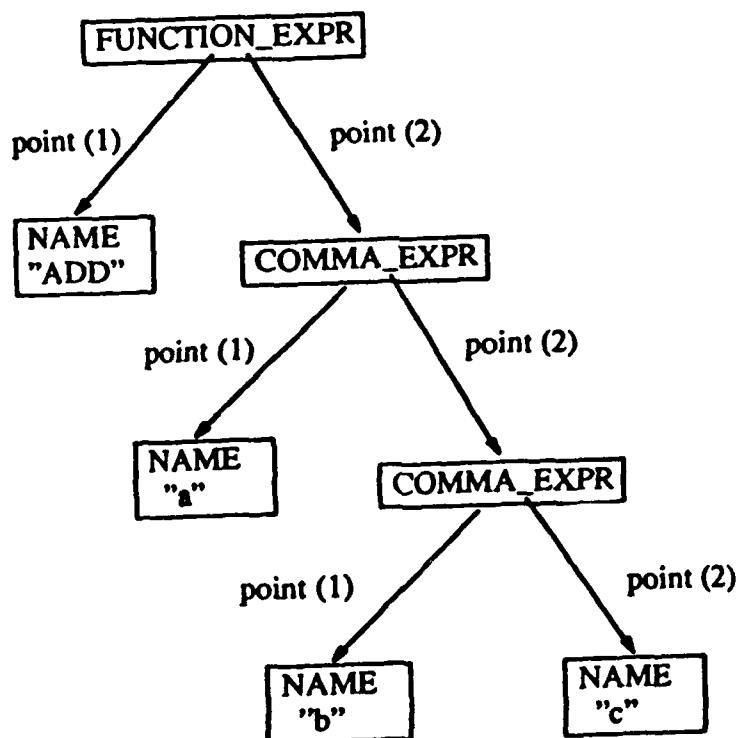 FUNCTION_EXPR
point (1)
point (2)
NAME
"ADD"
COMMA_EXPR
point (1)
point (2)
NAME
"a"
COMMA_EXPR
point (1)
point (2)
NAME
"b"
NAME
"c"